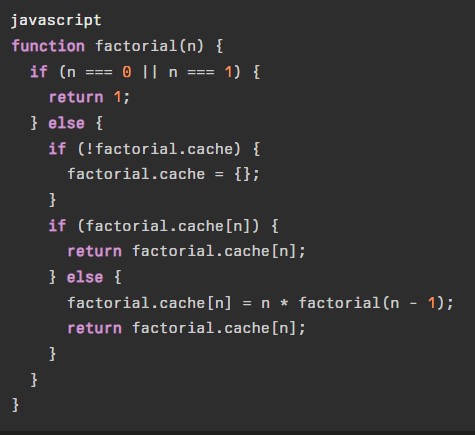 javascript
function factorial(n) {
  if (n === 0 || n === 1) {
    return 1;
  } else {
    if (!factorial.cache) {
      factorial.cache = {};
    }
    if (factorial.cache[n]) {
      return factorial.cache[n];
    } else {
      factorial.cache[n] = n * factorial(n - 1);
      return factorial.cache[n];
    }
  }
}